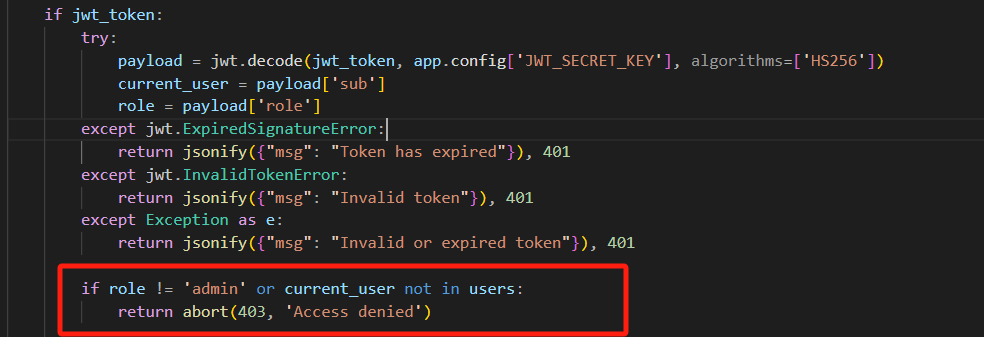 if jwt_token:
try:
payload = jwt.decode(jwt_token, app.config['JWT_SECRET_KEY'], algorithms=['HS256'])
current_user = payload['sub']
role = payload['role']
except jwt.ExpiredSignatureError:
return jsonify({"msg": "Token has expired"}), 401
except jwt.InvalidTokenError:
return jsonify({"msg": "Invalid token"}), 401
except Exception as e:
return jsonify({"msg": "Invalid or expired token"}), 401
if role != 'admin' or current_user not in users:
return abort(403, 'Access denied')